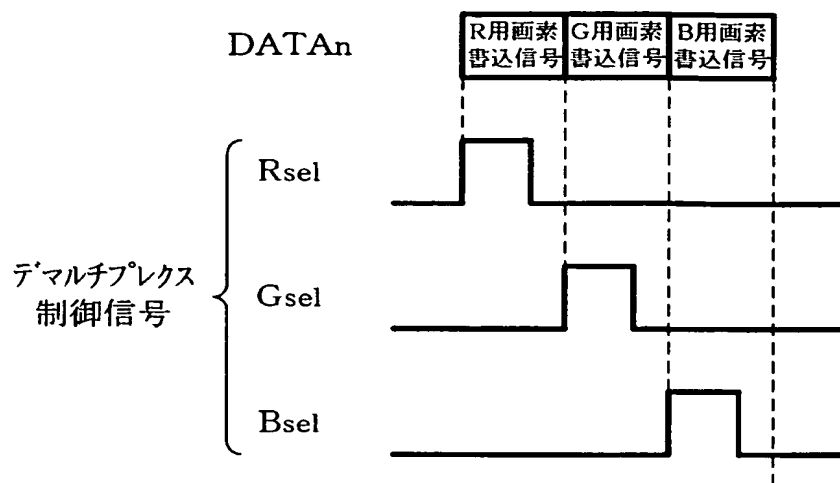 DATAn
R用画素 G用画素 B用画素
書込信号 書込信号 書込信号
Rsel
デマルチプレクス
制御信号
Gsel
Bsel